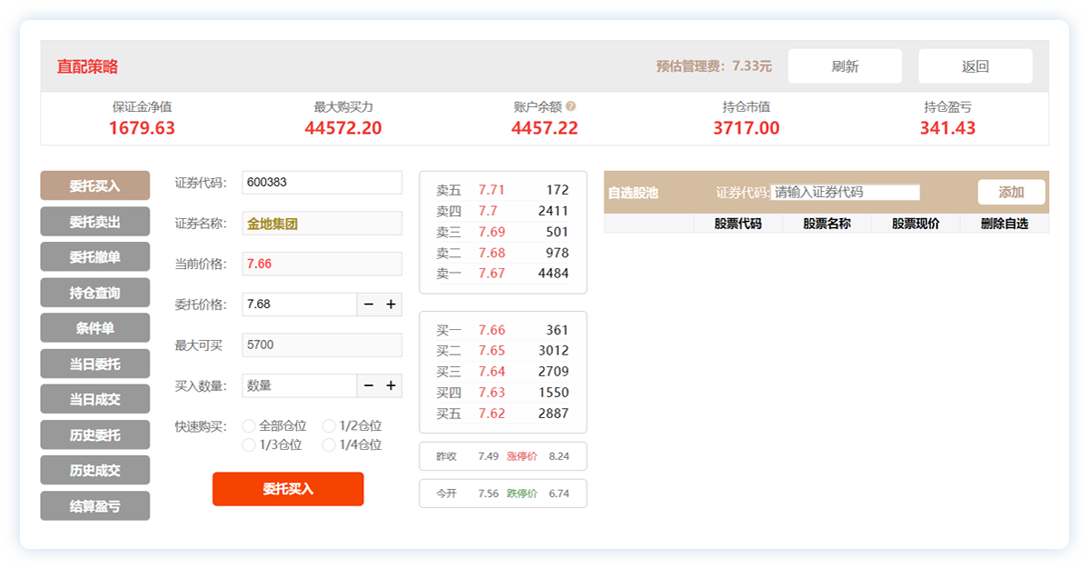 直配策略 预估管理费：7.33元 刷新 返回
保证金净值 最大购买力 账户余额 ? 持仓市值 持仓盈亏
1679.63 44572.20 4457.22 3717.00 341.43
委托买入
委托卖出
委托撤单
持仓查询
条件单
当日委托
当日成交
历史委托
历史成交
结算盈亏
证券代码： 600383
证券名称： 金地集团
当前价格： 7.66
委托价格： 7.68 − +
最大可买 5700
买入数量： 数量 − +
快速购买： 全部仓位 1/2仓位
1/3仓位 1/4仓位
委托买入
卖五 7.71 172
卖四 7.7 2411
卖三 7.69 501
卖二 7.68 978
卖一 7.67 4484
买一 7.66 361
买二 7.65 3012
买三 7.64 2709
买四 7.63 1550
买五 7.62 2887
昨收 7.49 涨停价 8.24
今开 7.56 跌停价 6.74
自选股池 证券代码: 请输入证券代码 添加
股票代码 股票名称 股票现价 删除自选